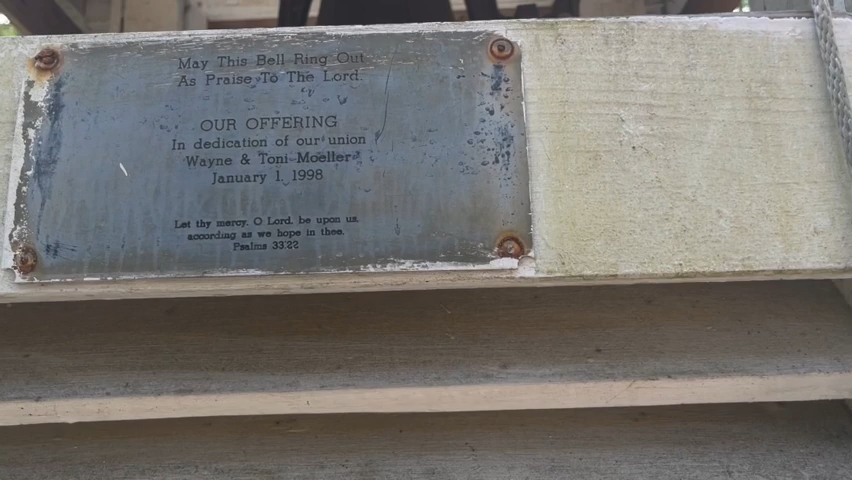 May This Bell Ring Out
As Praise To The Lord.
OUR OFFERING
In dedication of our union
Wayne & Toni Moeller
January 1, 1998
Let thy mercy, O Lord, be upon us,
according as we hope in thee.
Psalms 33:22